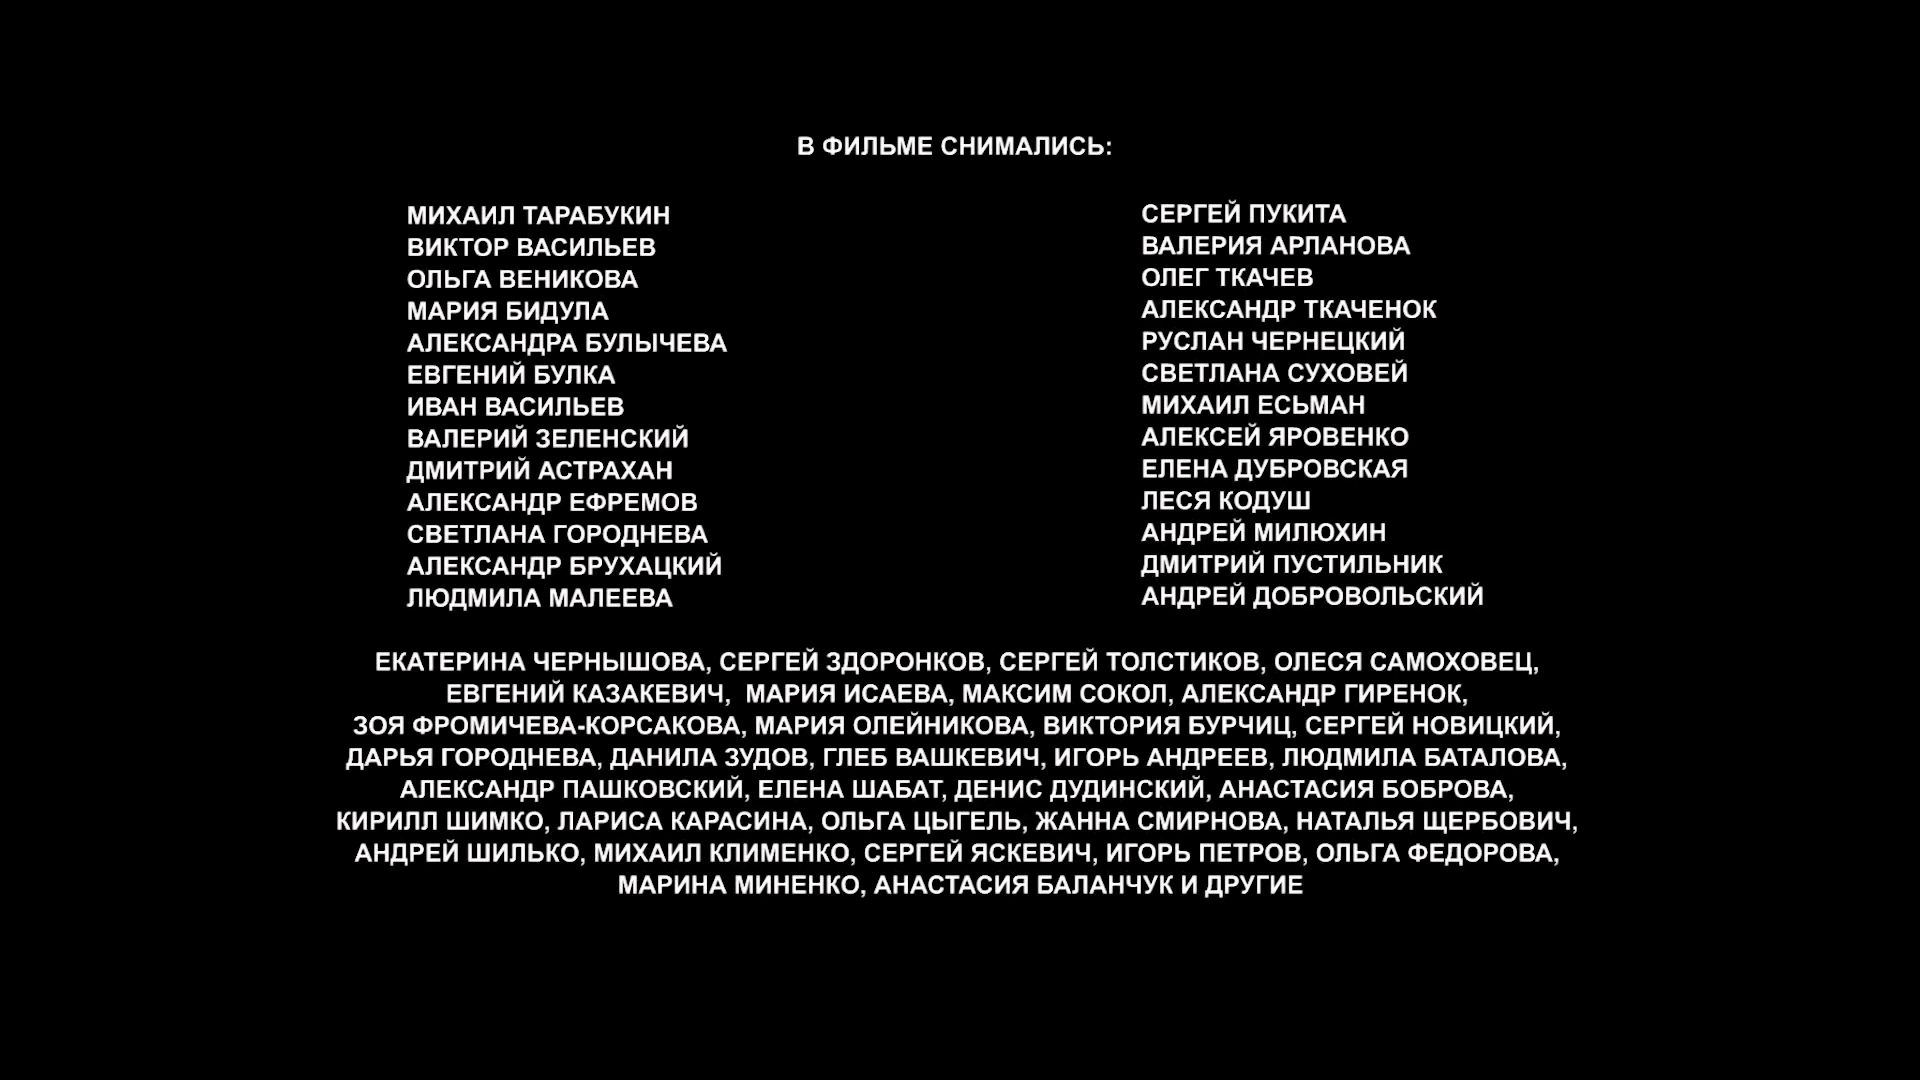 В ФИЛЬМЕ СНИМАЛИСЬ:
МИХАИЛ ТАРАБУКИН
ВИКТОР ВАСИЛЬЕВ
ОЛЬГА ВЕНИКОВА
МАРИЯ БИДУЛА
АЛЕКСАНДРА БУЛЫЧЕВА
ЕВГЕНИЙ БУЛКА
ИВАН ВАСИЛЬЕВ
ВАЛЕРИЙ ЗЕЛЕНСКИЙ
ДМИТРИЙ АСТРАХАН
АЛЕКСАНДР ЕФРЕМОВ
СВЕТЛАНА ГОРОДНЕВА
АЛЕКСАНДР БРУХАЦКИЙ
ЛЮДМИЛА МАЛЕЕВА
СЕРГЕЙ ПУКИТА
ВАЛЕРИЯ АРЛАНОВА
ОЛЕГ ТКАЧЕВ
АЛЕКСАНДР ТКАЧЕНОК
РУСЛАН ЧЕРНЕЦКИЙ
СВЕТЛАНА СУХОВЕЙ
МИХАИЛ ЕСЬМАН
АЛЕКСЕЙ ЯРОВЕНКО
ЕЛЕНА ДУБРОВСКАЯ
ЛЕСЯ КОДУШ
АНДРЕЙ МИЛЮХИН
ДМИТРИЙ ПУСТИЛЬНИК
АНДРЕЙ ДОБРОВОЛЬСКИЙ
ЕКАТЕРИНА ЧЕРНЫШОВА, СЕРГЕЙ ЗДОРОНКОВ, СЕРГЕЙ ТОЛСТИКОВ, ОЛЕСЯ САМОХОВЕЦ,
ЕВГЕНИЙ КАЗАКЕВИЧ, МАРИЯ ИСАЕВА, МАКСИМ СОКОЛ, АЛЕКСАНДР ГИРЕНОК,
ЗОЯ ФРОМИЧЕВА-КОРСАКОВА, МАРИЯ ОЛЕЙНИКОВА, ВИКТОРИЯ БУРЧИЦ, СЕРГЕЙ НОВИЦКИЙ,
ДАРЬЯ ГОРОДНЕВА, ДАНИЛА ЗУДОВ, ГЛЕБ ВАШКЕВИЧ, ИГОРЬ АНДРЕЕВ, ЛЮДМИЛА БАТАЛОВА,
АЛЕКСАНДР ПАШКОВСКИЙ, ЕЛЕНА ШАБАТ, ДЕНИС ДУДИНСКИЙ, АНАСТАСИЯ БОБРОВА,
КИРИЛЛ ШИМКО, ЛАРИСА КАРАСИНА, ОЛЬГА ЦЫГЕЛЬ, ЖАННА СМИРНОВА, НАТАЛЬЯ ЩЕРБОВИЧ,
АНДРЕЙ ШИЛЬКО, МИХАИЛ КЛИМЕНКО, СЕРГЕЙ ЯСКЕВИЧ, ИГОРЬ ПЕТРОВ, ОЛЬГА ФЕДОРОВА,
МАРИНА МИНЕНКО, АНАСТАСИЯ БАЛАНЧУК И ДРУГИЕ